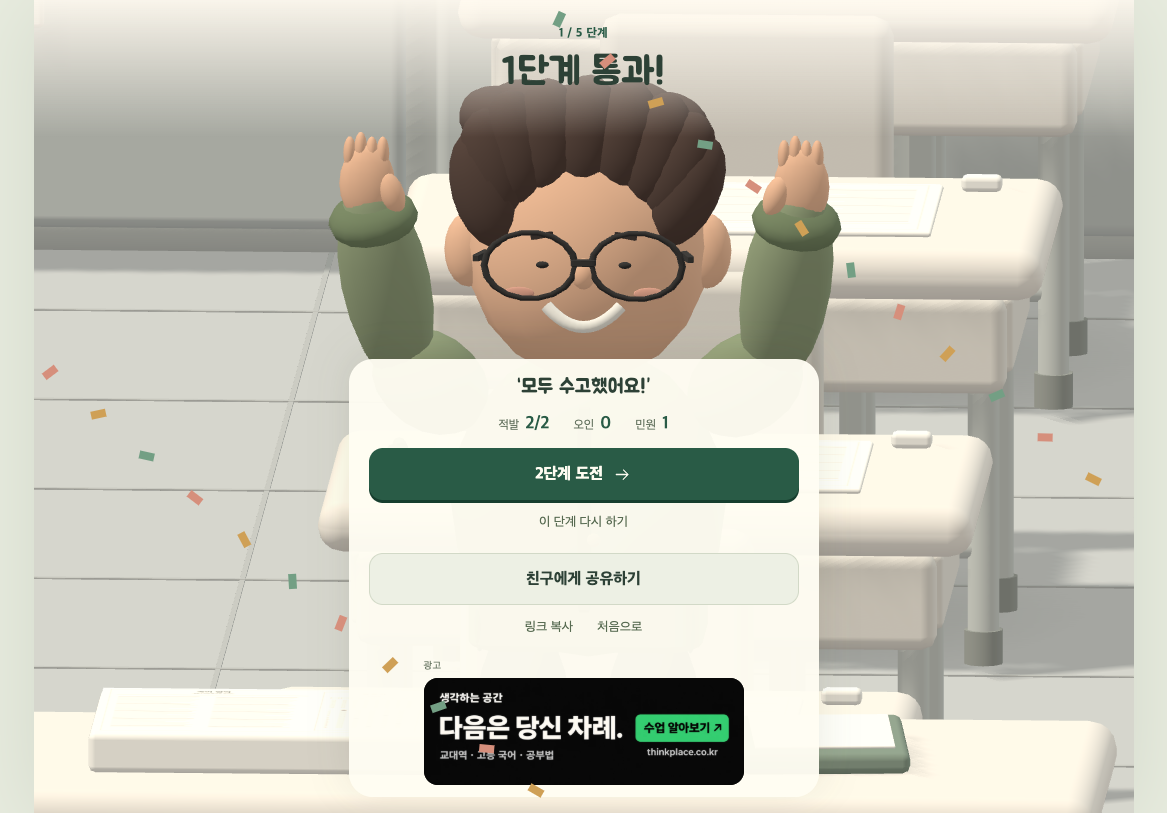 1 / 5 단계
1단계 통과!
'모두 수고했어요!'
적발 2/2 오인 0 민원 1
2단계 도전 →
이 단계 다시 하기
친구에게 공유하기
링크 복사 처음으로
광고
생각하는 공간
다음은 당신 차례.
수업 알아보기 ↗
교대역 · 고등 국어 · 공부법
thinkplace.co.kr